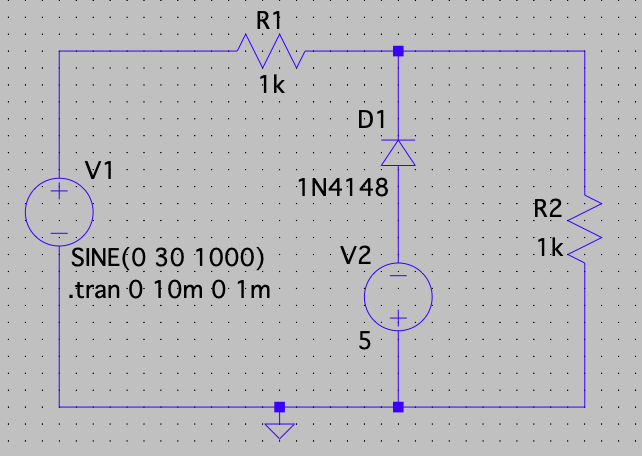 R1
1k
D1
V1
1N4148
R2
V2
1k
SINE(0 30 1000)
.tran 0 10m 0 1m
5